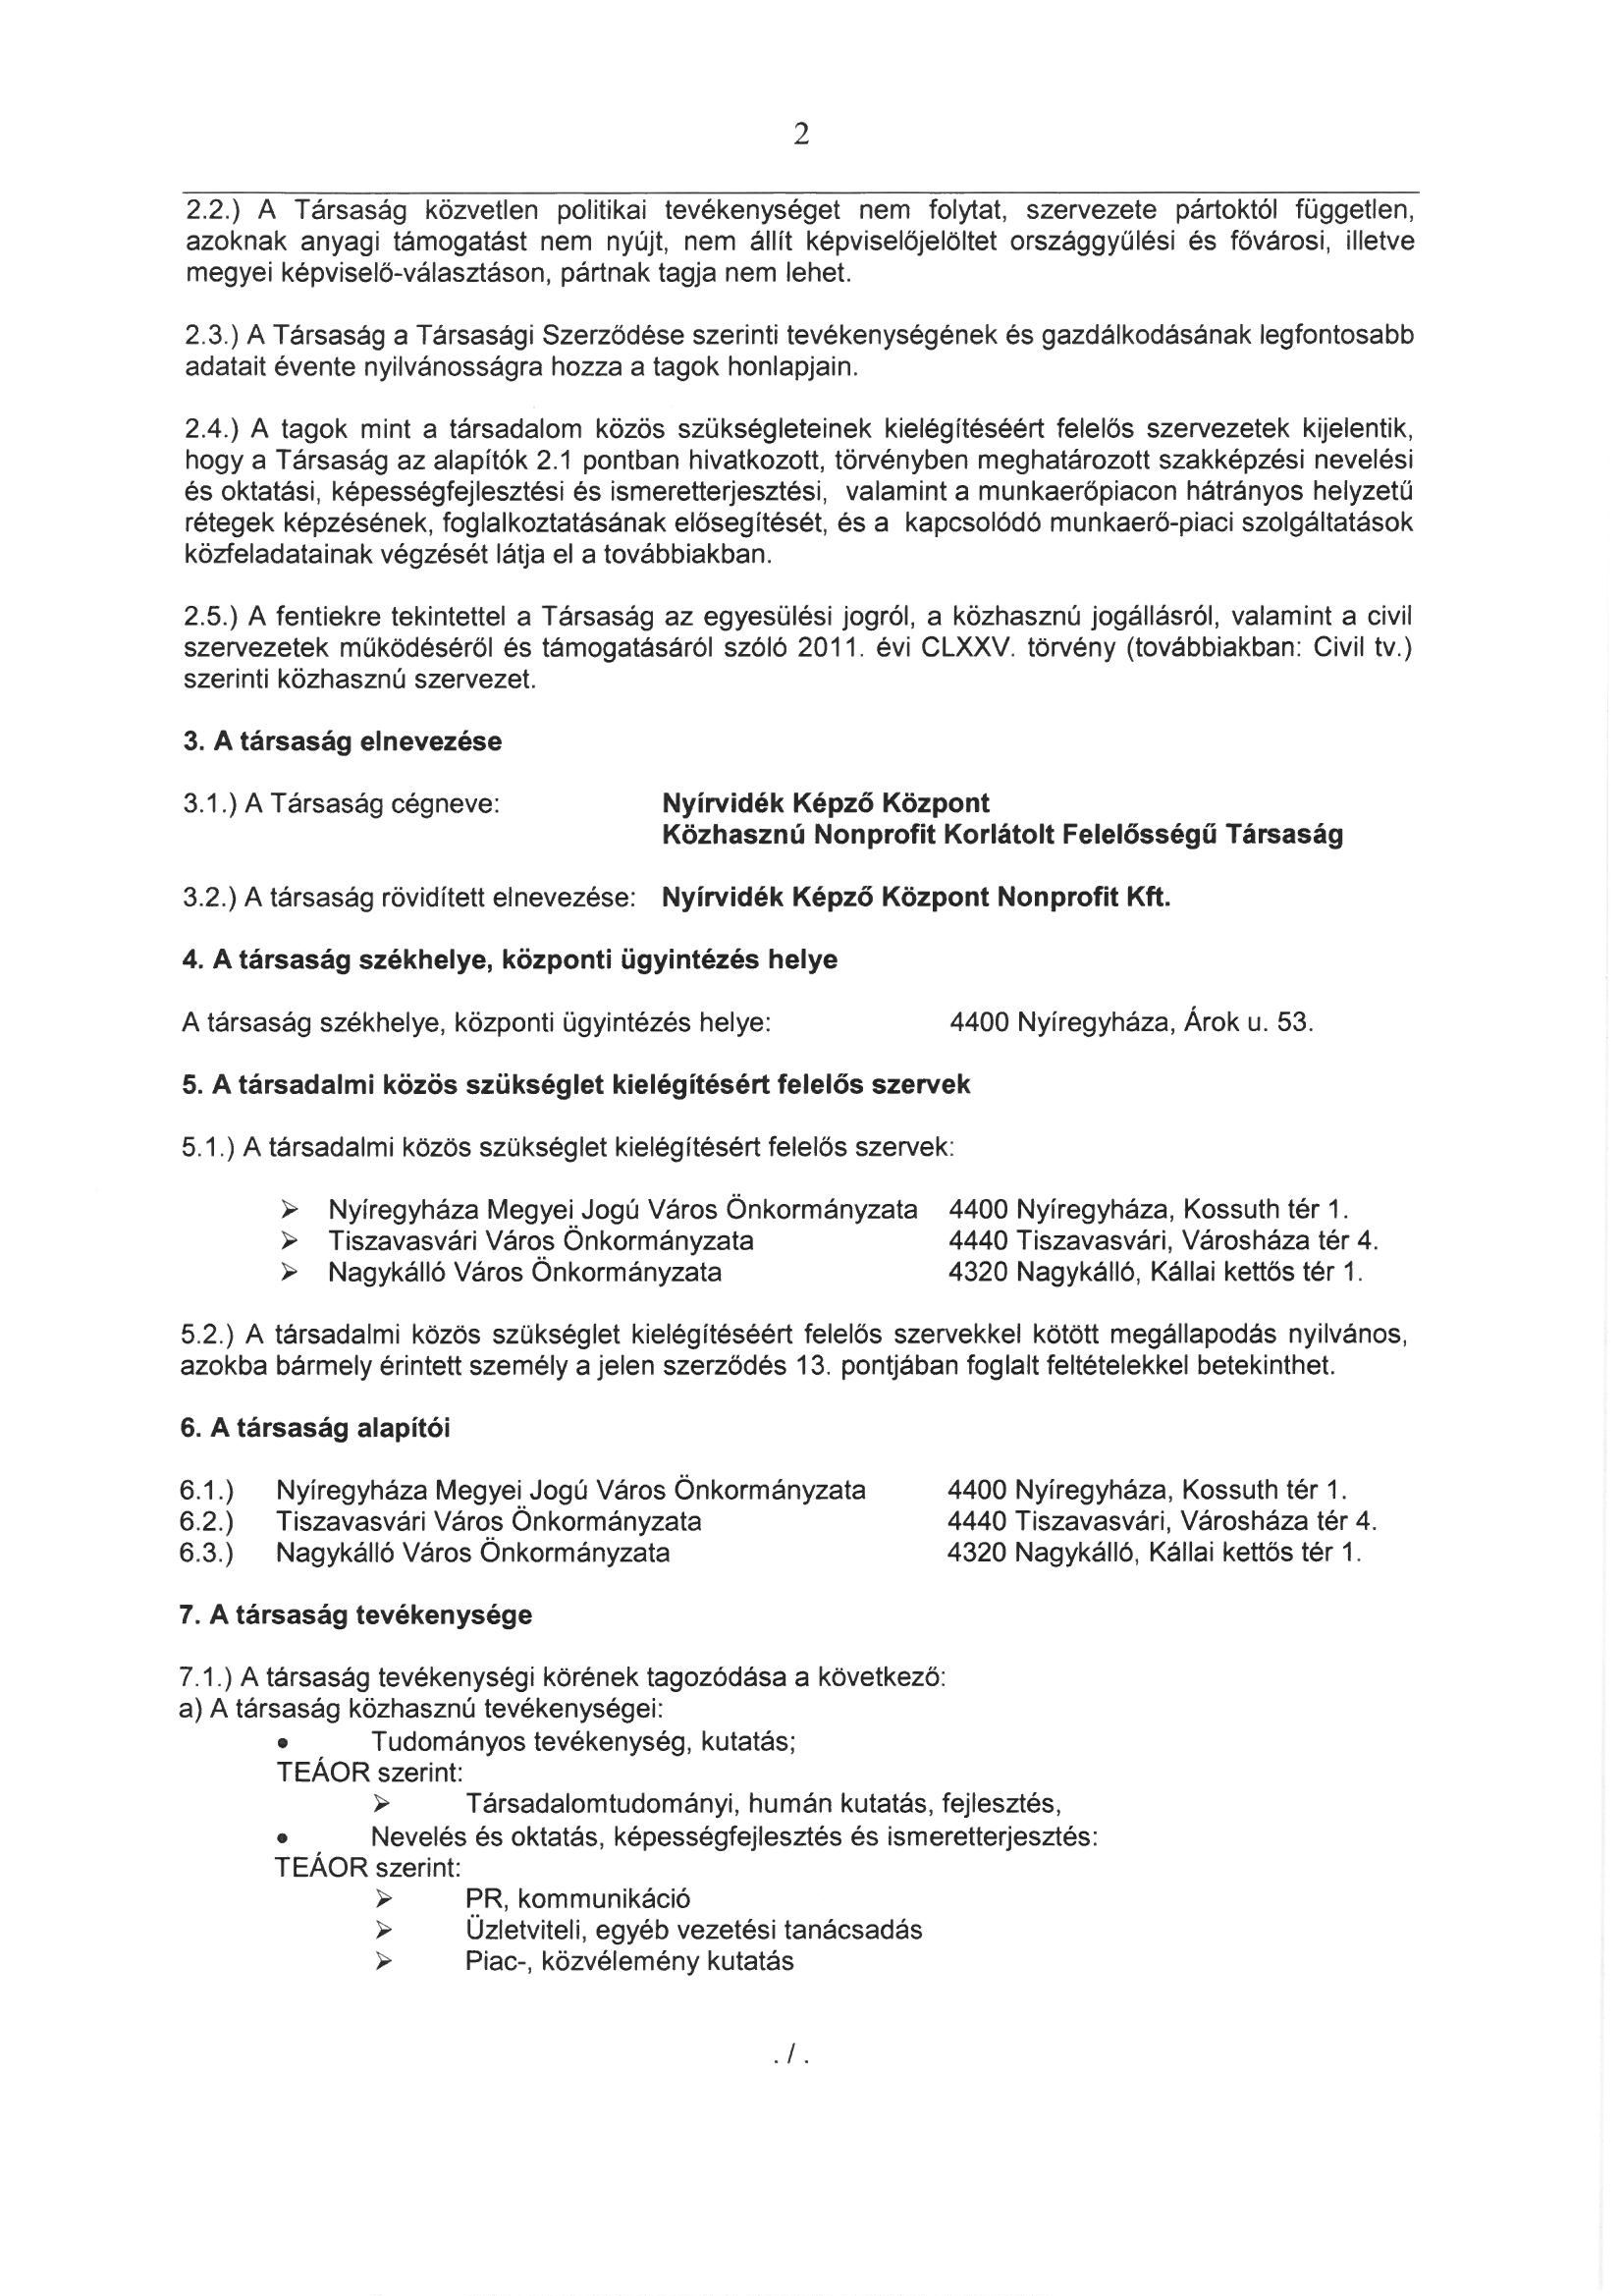 2
2.2.) A Társaság közvetlen politikai tevékenységet nem folytat, szervezete pártoktól független,
azoknak anyagi támogatást nem nyújt, nem állít képviselőjelöltet országgyűlési és fővárosi, illetve
megyei képviselő-választáson, pártnak tagja nem lehet.
2.3.) A Társaság a Társasági Szerződése szerinti tevékenységének és gazdálkodásának legfontosabb
adatait évente nyilvánosságra hozza a tagok honlapjain.
2.4.) A tagok mint a társadalom közös szükségleteinek kielégítéséért felelős szervezetek kijelentik,
hogy a Társaság az alapítók 2.1 pontban hivatkozott, törvényben meghatározott szakképzési nevelési
és oktatási, képességfejlesztési és ismeretterjesztési, valamint a munkaerőpiacon hátrányos helyzetű
rétegek képzésének, foglalkoztatásának elősegítését, és a kapcsolódó munkaerő-piaci szolgáltatások
közfeladatainak végzését látja el a továbbiakban.
2.5.) A fentiekre tekintettel a Társaság az egyesülési jogról, a közhasznú jogállásról, valamint a civil
szervezetek működéséről és támogatásáról szóló 2011. évi CLXXV. törvény (továbbiakban: Civil tv.)
szerinti közhasznú szervezet.
3. A társaság elnevezése
3.1.) A Társaság cégneve: Nyírvidék Képző Központ
Közhasznú Nonprofit Korlátolt Felelősségű Társaság
3.2.) A társaság rövidített elnevezése: Nyírvidék Képző Központ Nonprofit Kft.
4. A társaság székhelye, központi ügyintézés helye
A társaság székhelye, központi ügyintézés helye: 4400 Nyíregyháza, Árok u. 53.
5. A társadalmi közös szükséglet kielégítésért felelős szervek
5.1.) A társadalmi közös szükséglet kielégítésért felelős szervek:
➢ Nyíregyháza Megyei Jogú Város Önkormányzata 4400 Nyíregyháza, Kossuth tér 1.
➢ Tiszavasvári Város Önkormányzata 4440 Tiszavasvári, Városháza tér 4.
➢ Nagykálló Város Önkormányzata 4320 Nagykálló, Kállai kettős tér 1.
5.2.) A társadalmi közös szükséglet kielégítéséért felelős szervekkel kötött megállapodás nyilvános,
azokba bármely érintett személy a jelen szerződés 13. pontjában foglalt feltételekkel betekinthet.
6. A társaság alapítói
6.1.) Nyíregyháza Megyei Jogú Város Önkormányzata 4400 Nyíregyháza, Kossuth tér 1.
6.2.) Tiszavasvári Város Önkormányzata 4440 Tiszavasvári, Városháza tér 4.
6.3.) Nagykálló Város Önkormányzata 4320 Nagykálló, Kállai kettős tér 1.
7. A társaság tevékenysége
7.1.) A társaság tevékenységi körének tagozódása a következő:
a) A társaság közhasznú tevékenységei:
• Tudományos tevékenység, kutatás;
TEÁOR szerint:
➢ Társadalomtudományi, humán kutatás, fejlesztés,
• Nevelés és oktatás, képességfejlesztés és ismeretterjesztés:
TEÁOR szerint:
➢ PR, kommunikáció
➢ Üzletviteli, egyéb vezetési tanácsadás
➢ Piac-, közvélemény kutatás
./.